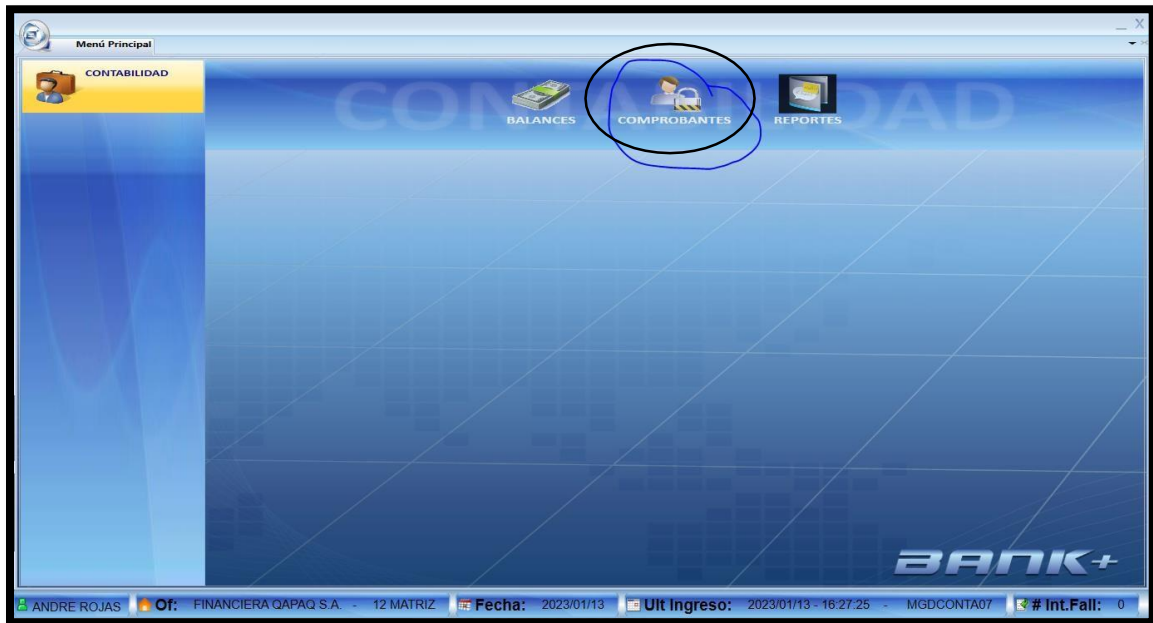 _ X
Menú Principal
CONTABILIDAD
CONTABILIDAD
BALANCES COMPROBANTES REPORTES
BANK+
ANDRE ROJAS Of: FINANCIERA QAPAQ S.A. - 12 MATRIZ Fecha: 2023/01/13 Ult Ingreso: 2023/01/13 - 16:27:25 - MGDCONTA07 # Int.Fall: 0